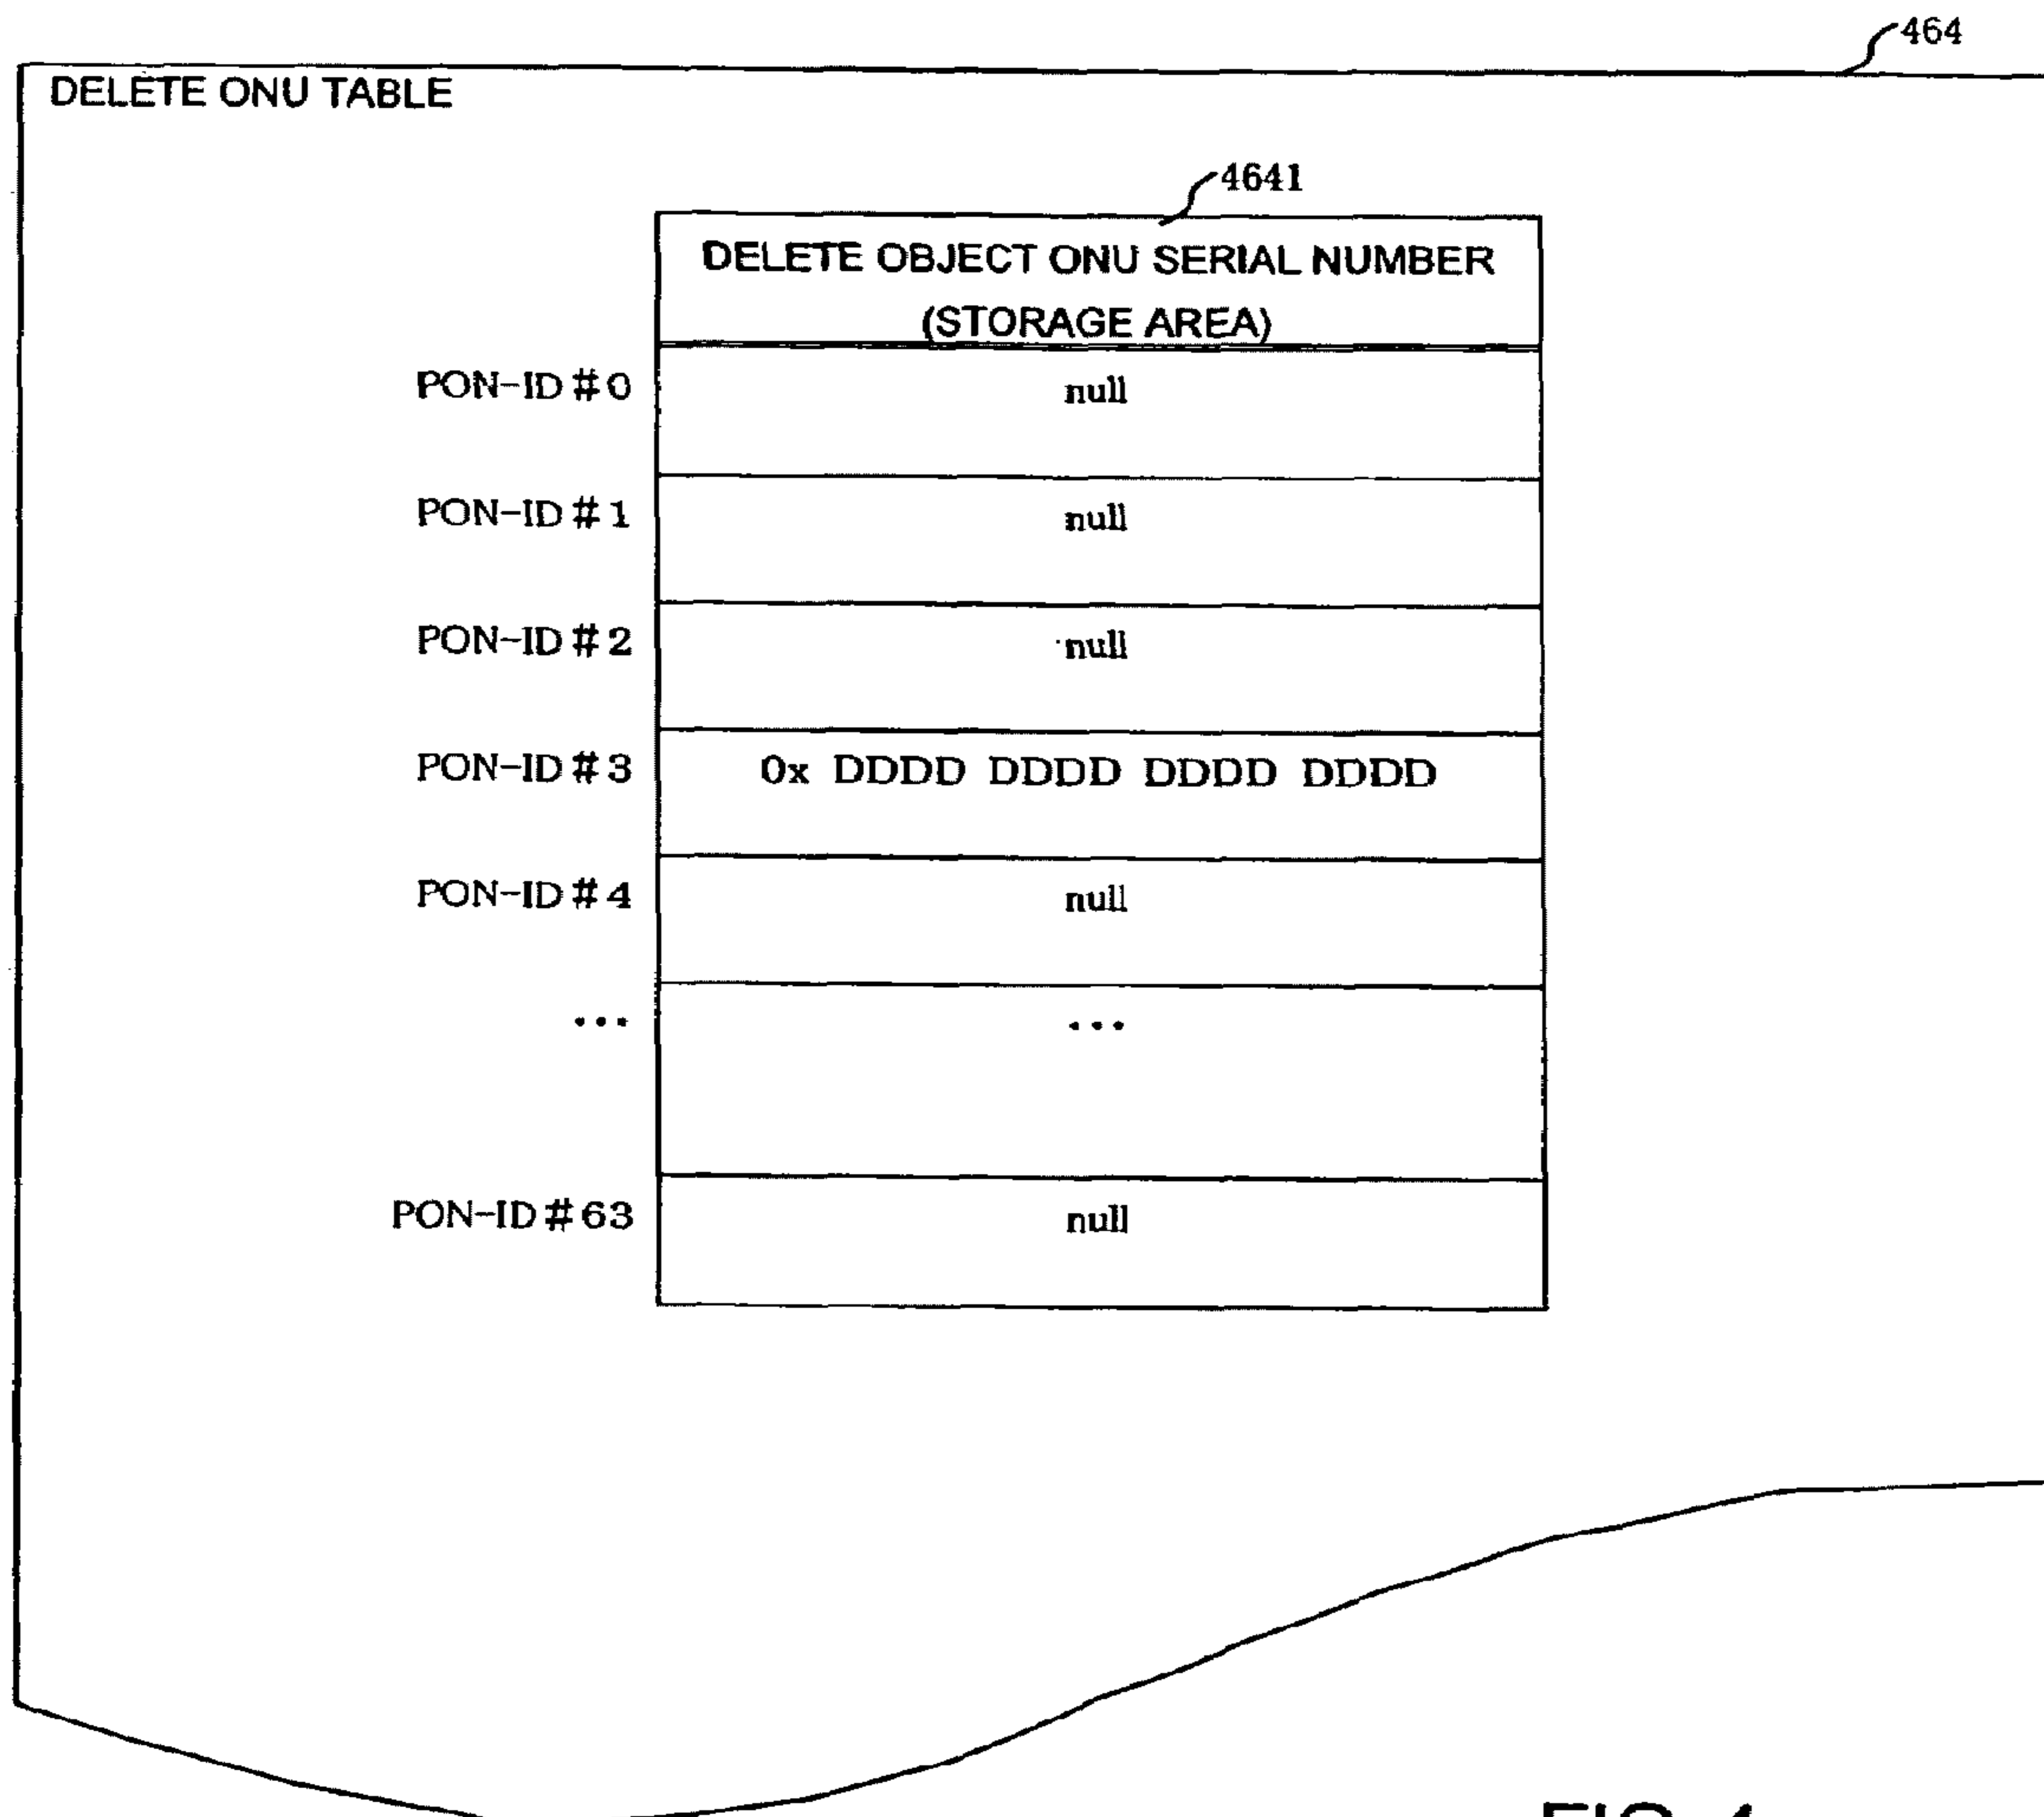 464
DELETE ONU TABLE
4641
DELETE OBJECT ONU SERIAL NUMBER
(STORAGE AREA)
PON-ID #0 null
PON-ID #1 null
PON-ID #2 null
PON-ID #3 0x DDDD DDDD DDDD DDDD
PON-ID #4 null
... ...
PON-ID #63 null